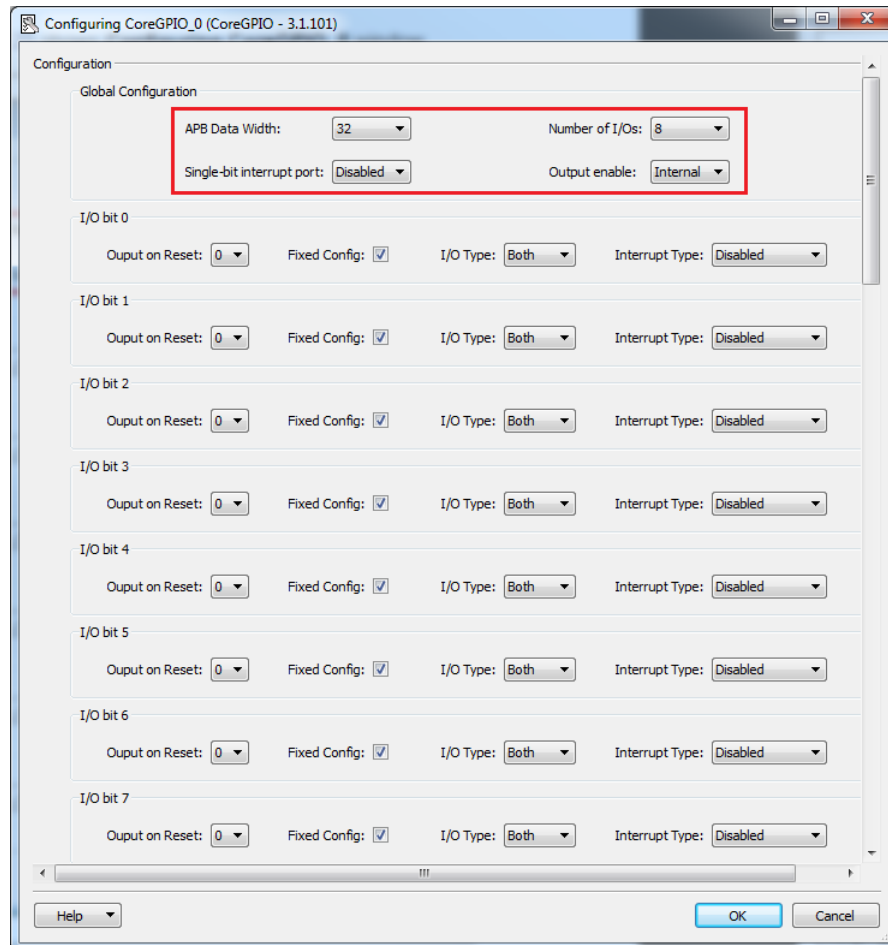 Configuring CoreGPIO_0 (CoreGPIO - 3.1.101)
Configuration
Global Configuration
APB Data Width: 32 Number of I/Os: 8
Single-bit interrupt port: Disabled Output enable: Internal
I/O bit 0
Ouput on Reset: 0 Fixed Config: I/O Type: Both Interrupt Type: Disabled
I/O bit 1
Ouput on Reset: 0 Fixed Config: I/O Type: Both Interrupt Type: Disabled
I/O bit 2
Ouput on Reset: 0 Fixed Config: I/O Type: Both Interrupt Type: Disabled
I/O bit 3
Ouput on Reset: 0 Fixed Config: I/O Type: Both Interrupt Type: Disabled
I/O bit 4
Ouput on Reset: 0 Fixed Config: I/O Type: Both Interrupt Type: Disabled
I/O bit 5
Ouput on Reset: 0 Fixed Config: I/O Type: Both Interrupt Type: Disabled
I/O bit 6
Ouput on Reset: 0 Fixed Config: I/O Type: Both Interrupt Type: Disabled
I/O bit 7
Ouput on Reset: 0 Fixed Config: I/O Type: Both Interrupt Type: Disabled
Help OK Cancel